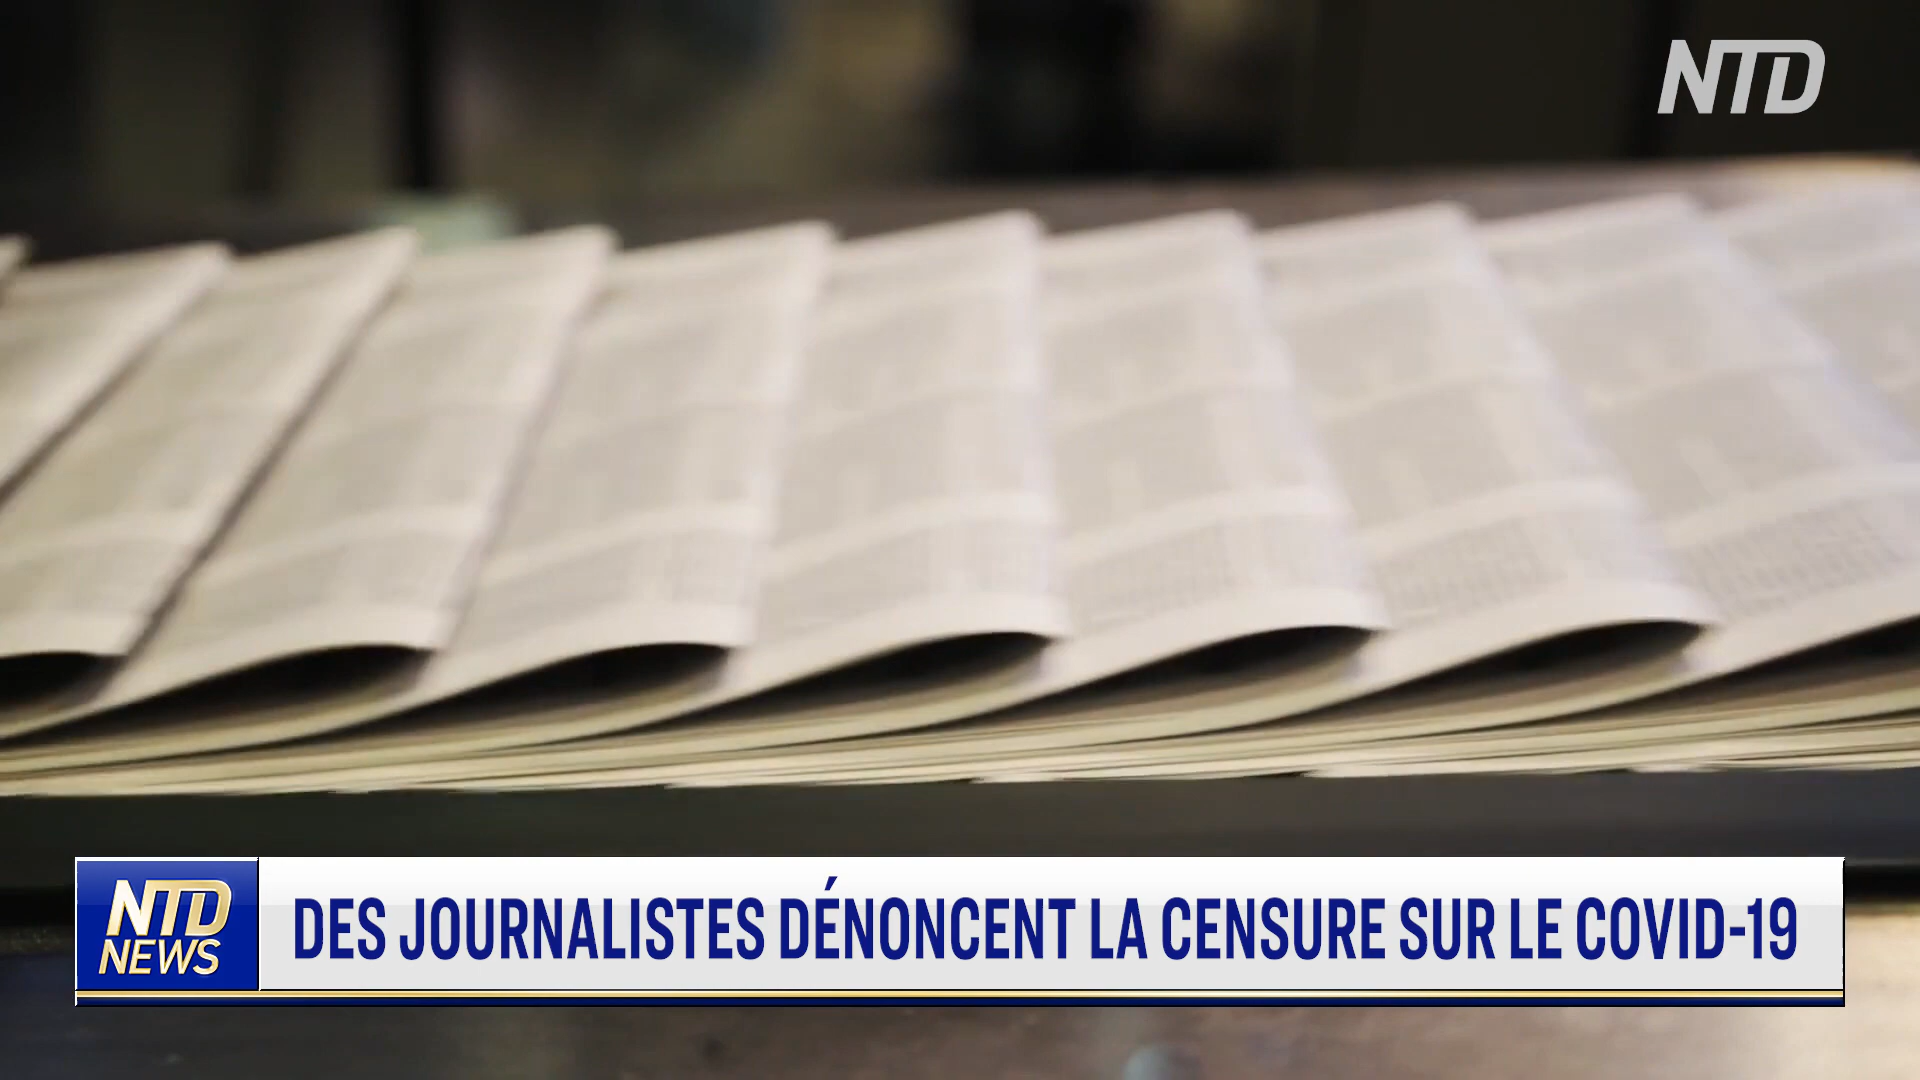 NTD
NTD
NEWS
DES JOURNALISTES DÉNONCENT LA CENSURE SUR LE COVID-19